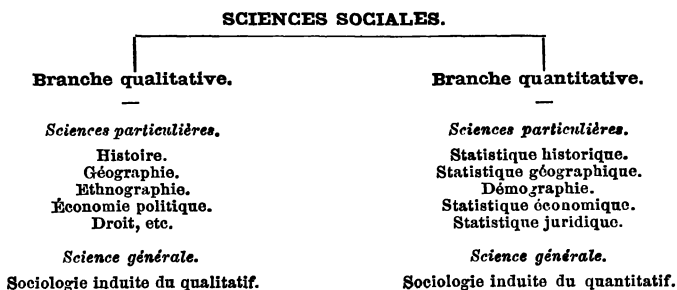 SCIENCES SOCIALES.
Branche qualitative.
Sciences particulières.
Histoire.
Géographie.
Ethnographie.
Économie politique.
Droit, etc.
Science générale.
Sociologie induite du qualitatif.
Branche quantitative.
Sciences particulières.
Statistique historique.
Statistique géographique.
Démographie.
Statistique économique.
Statistique juridique.
Science générale.
Sociologie induite du quantitatif.